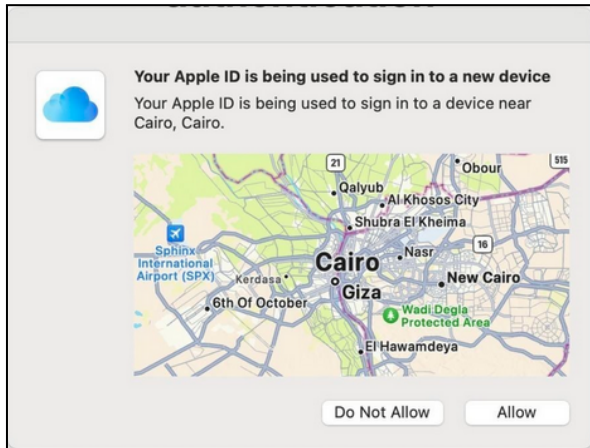 authentication
Your Apple ID is being used to sign in to a new device
Your Apple ID is being used to sign in to a device near
Cairo, Cairo.
21
515
Obour
Qalyub
Al Khosos City
Shubra El Kheima
Sphinx
International
Airport (SPX)
16
Nasr
Cairo
Kerdasa
New Cairo
Giza
6th Of October
Wadi Degla
Protected Area
El Hawamdeya
Do Not Allow
Allow